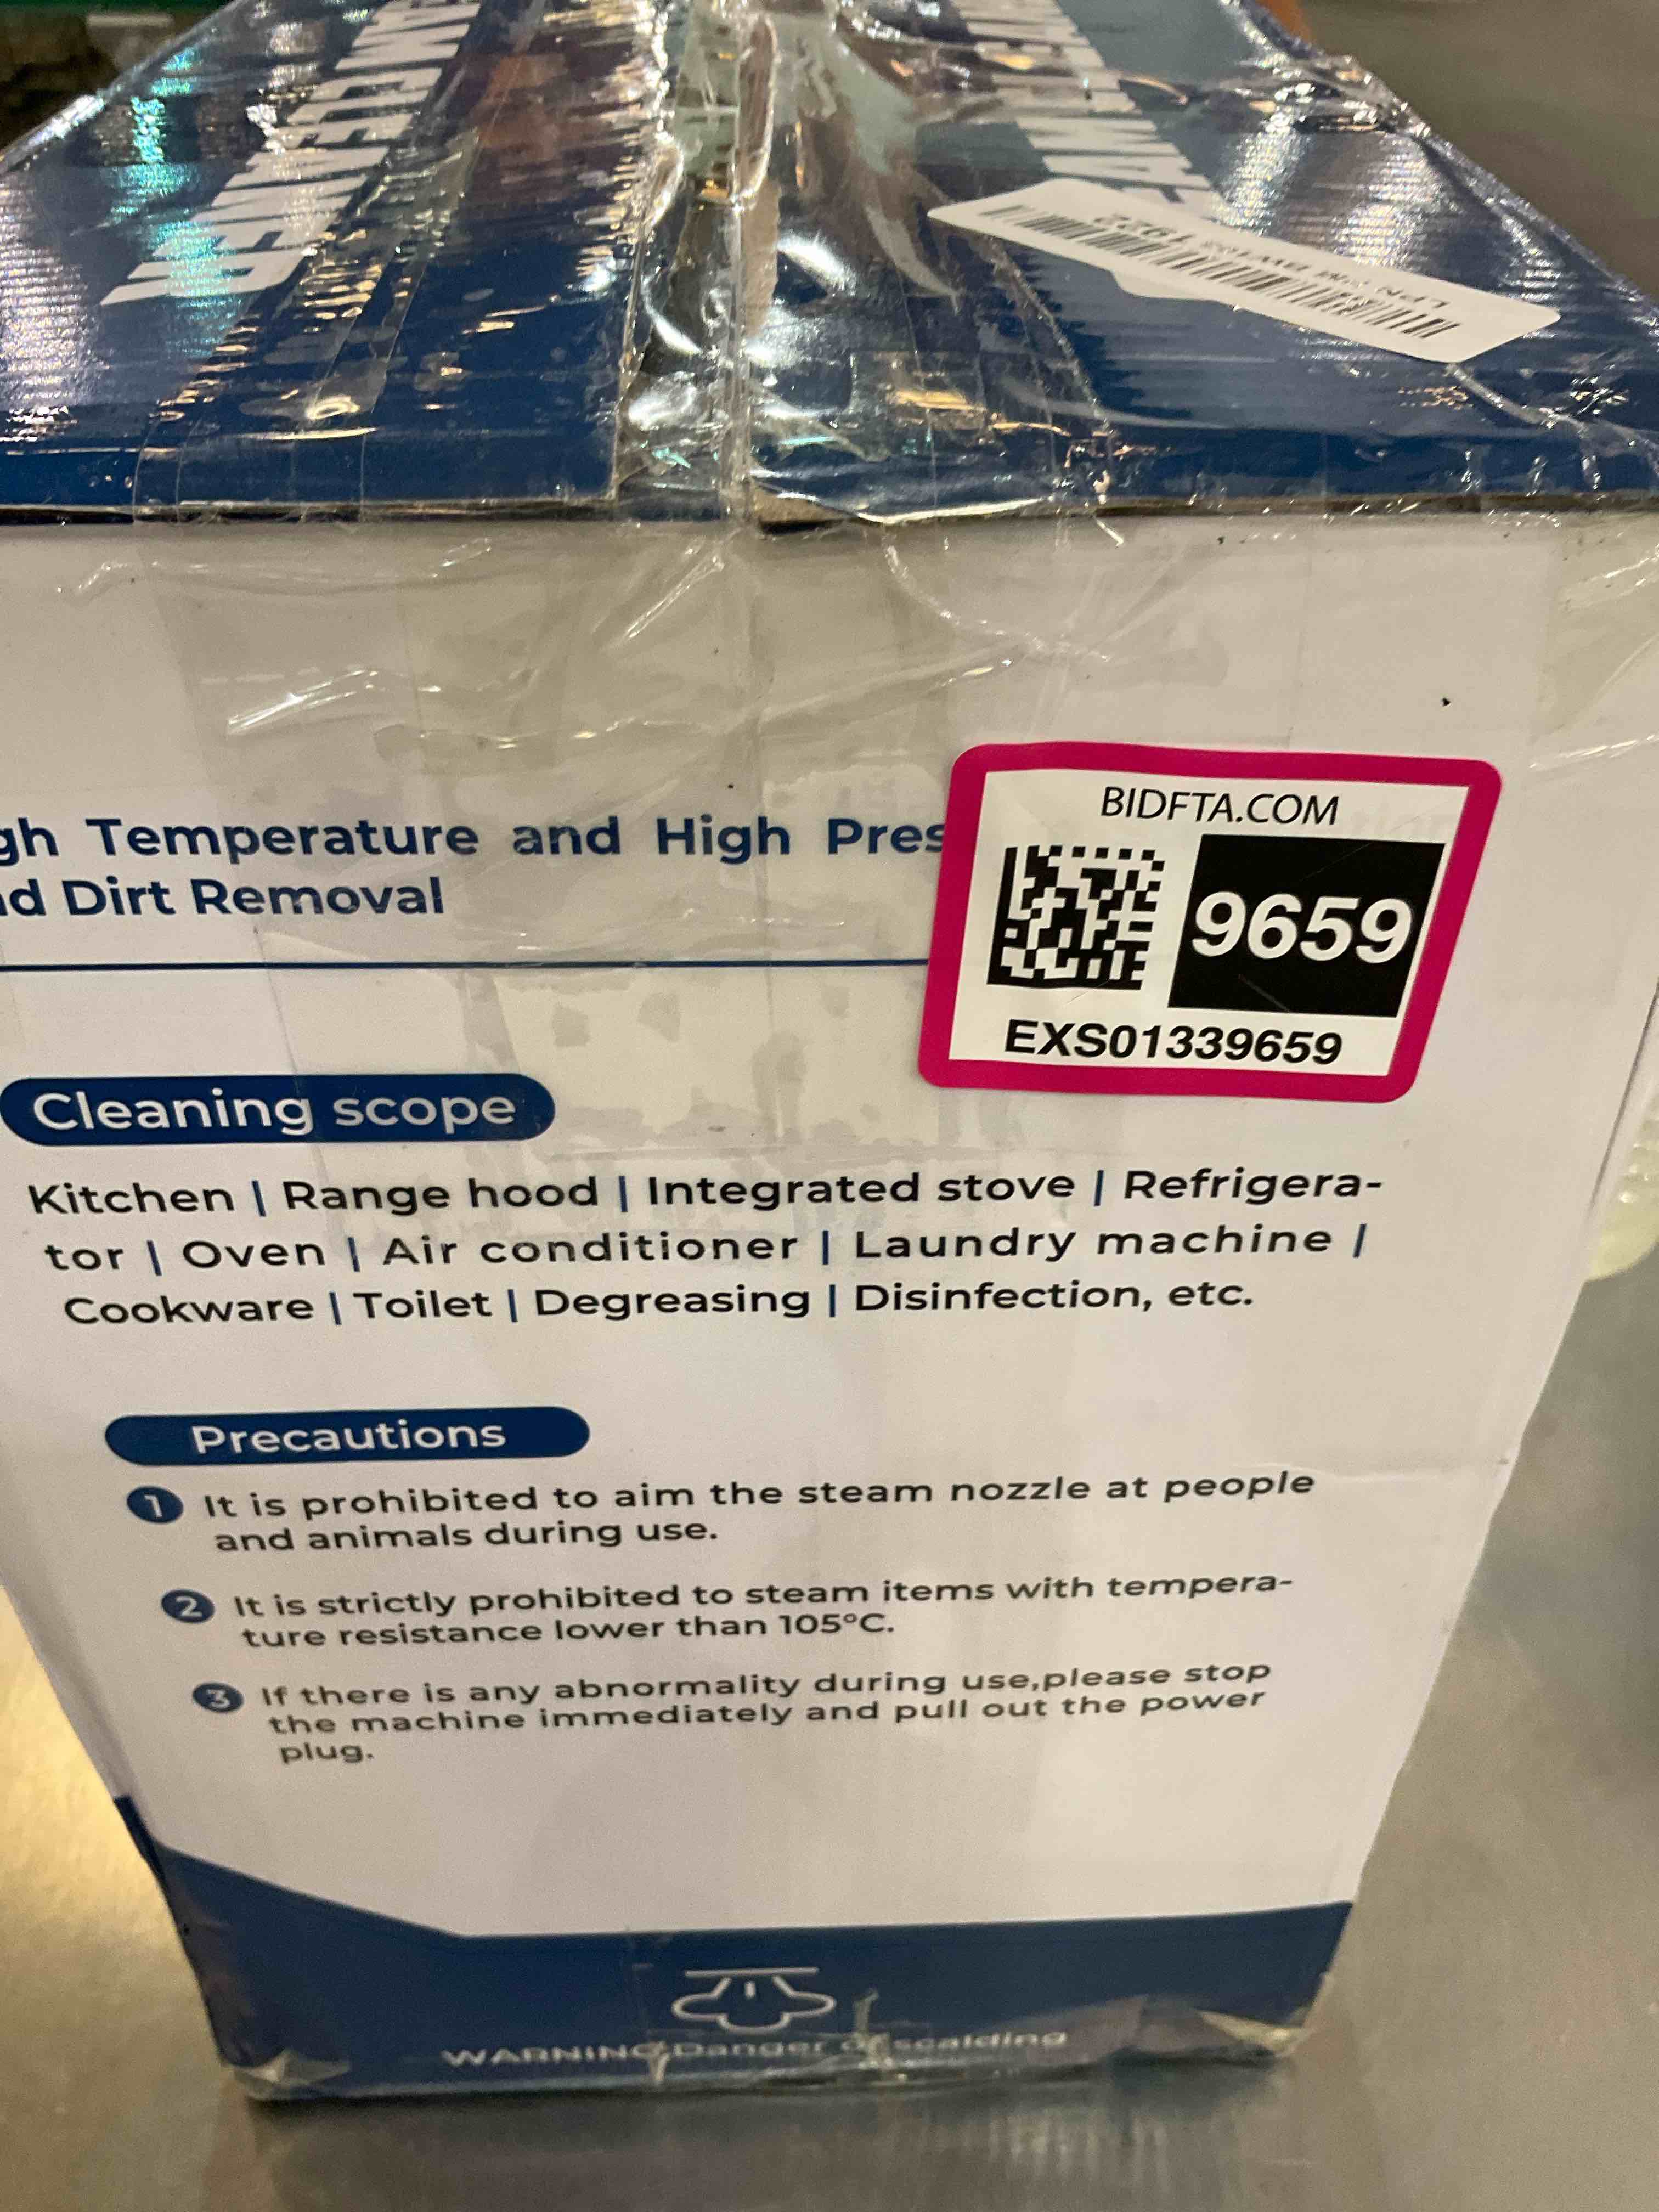 1922
BIDFTA.COM
9659
EXS01339659
Temperature and High
Dirt Removal
Cleaning scope
Kitchen | Range hood | Integrated stove | Refrigera-
tor | Oven | Air conditioner | Laundry machine |
Cookware | Toilet | Degreasing | Disinfection, etc.
Precautions
1 It is prohibited to aim the steam nozzle at people
and animals during use.
2 It is strictly prohibited to steam items with tempera-
ture resistance lower than 105°C.
3 If there is any abnormality during use,please stop
the machine immediately and pull out the power
plug.
WARNING Danger of scalding